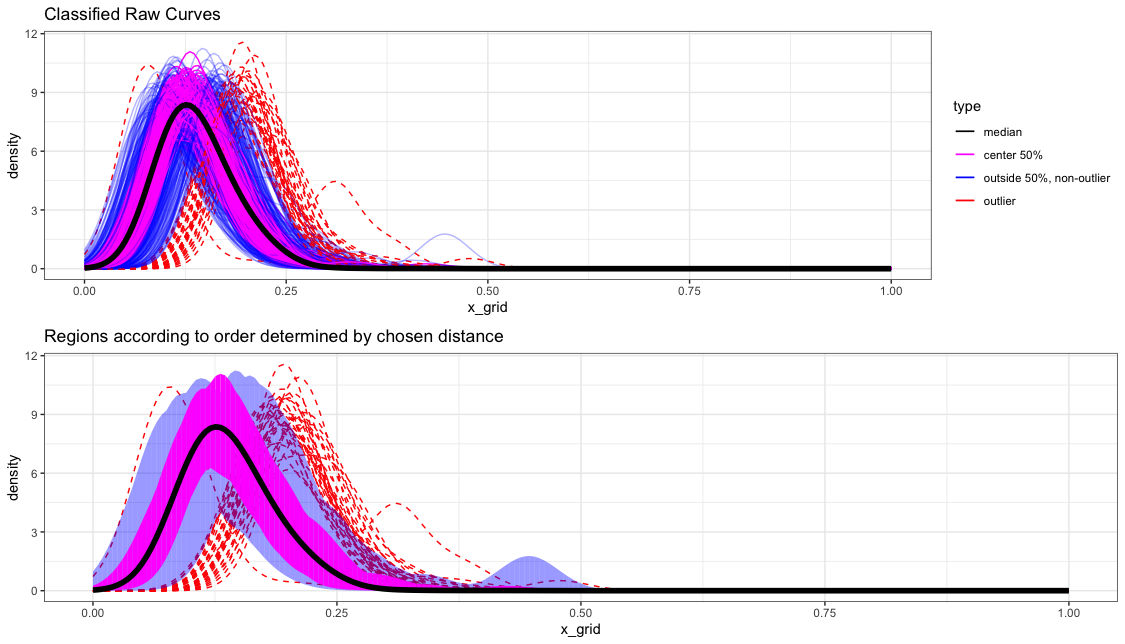 Classified Raw Curves
12
9
6
3
0
density
0.00 0.25 0.50 0.75 1.00
x_grid
type
median
center 50%
outside 50%, non-outlier
outlier
Regions according to order determined by chosen distance
12
9
6
3
0
density
0.00 0.25 0.50 0.75 1.00
x_grid